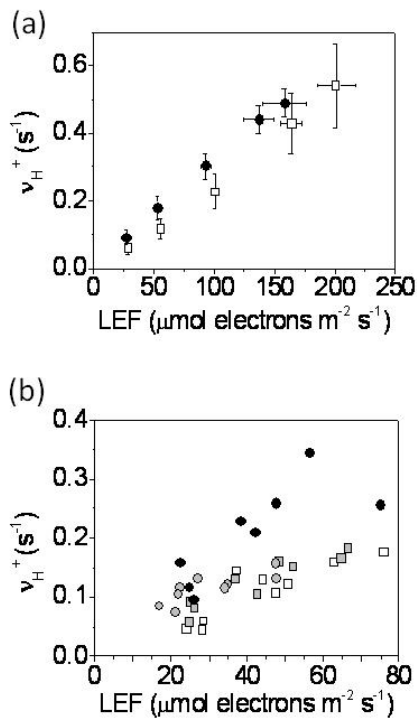 (a)
0.6
0.4
0.2
0.0
ν_H⁺ (s⁻¹)
0 50 100 150 200 250
LEF (μmol electrons m⁻² s⁻¹)
(b)
0.4
0.3
0.2
0.1
0.0
ν_H⁺ (s⁻¹)
0 20 40 60 80
LEF (μmol electrons m⁻² s⁻¹)